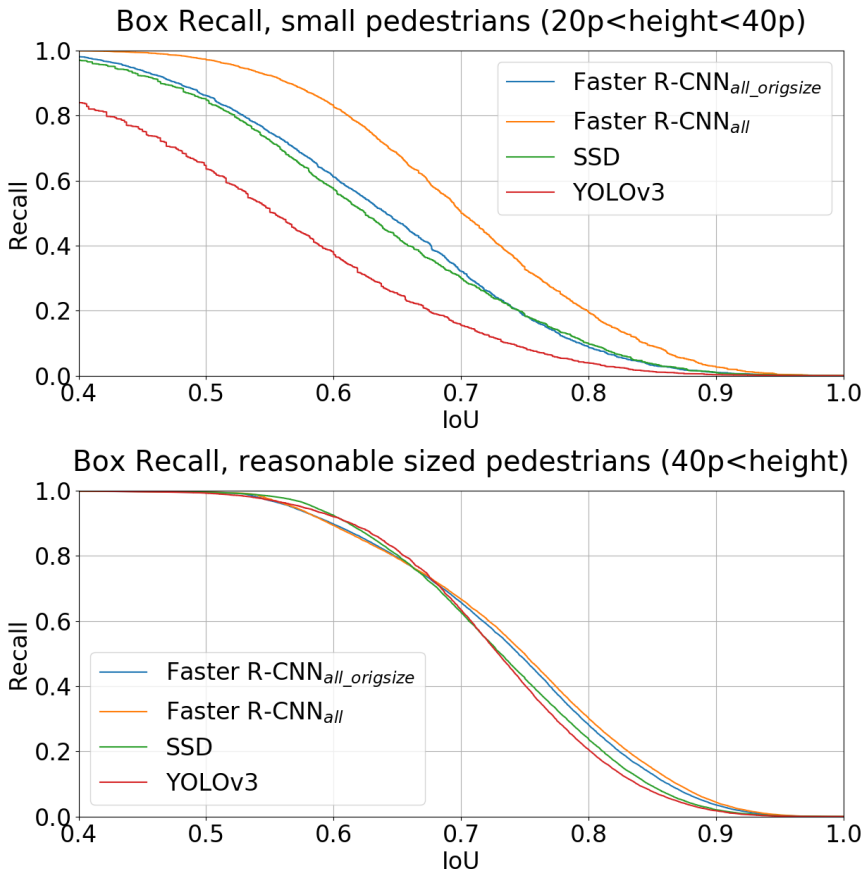 Box Recall, small pedestrians (20p<height<40p)
1.0
0.8
0.6
0.4
0.2
0.0
Recall
Faster R-CNN_all_origsize
Faster R-CNN_all
SSD
YOLOv3
0.4 0.5 0.6 0.7 0.8 0.9 1.0
IoU
Box Recall, reasonable sized pedestrians (40p<height)
1.0
0.8
0.6
0.4
0.2
0.0
Recall
Faster R-CNN_all_origsize
Faster R-CNN_all
SSD
YOLOv3
0.4 0.5 0.6 0.7 0.8 0.9 1.0
IoU